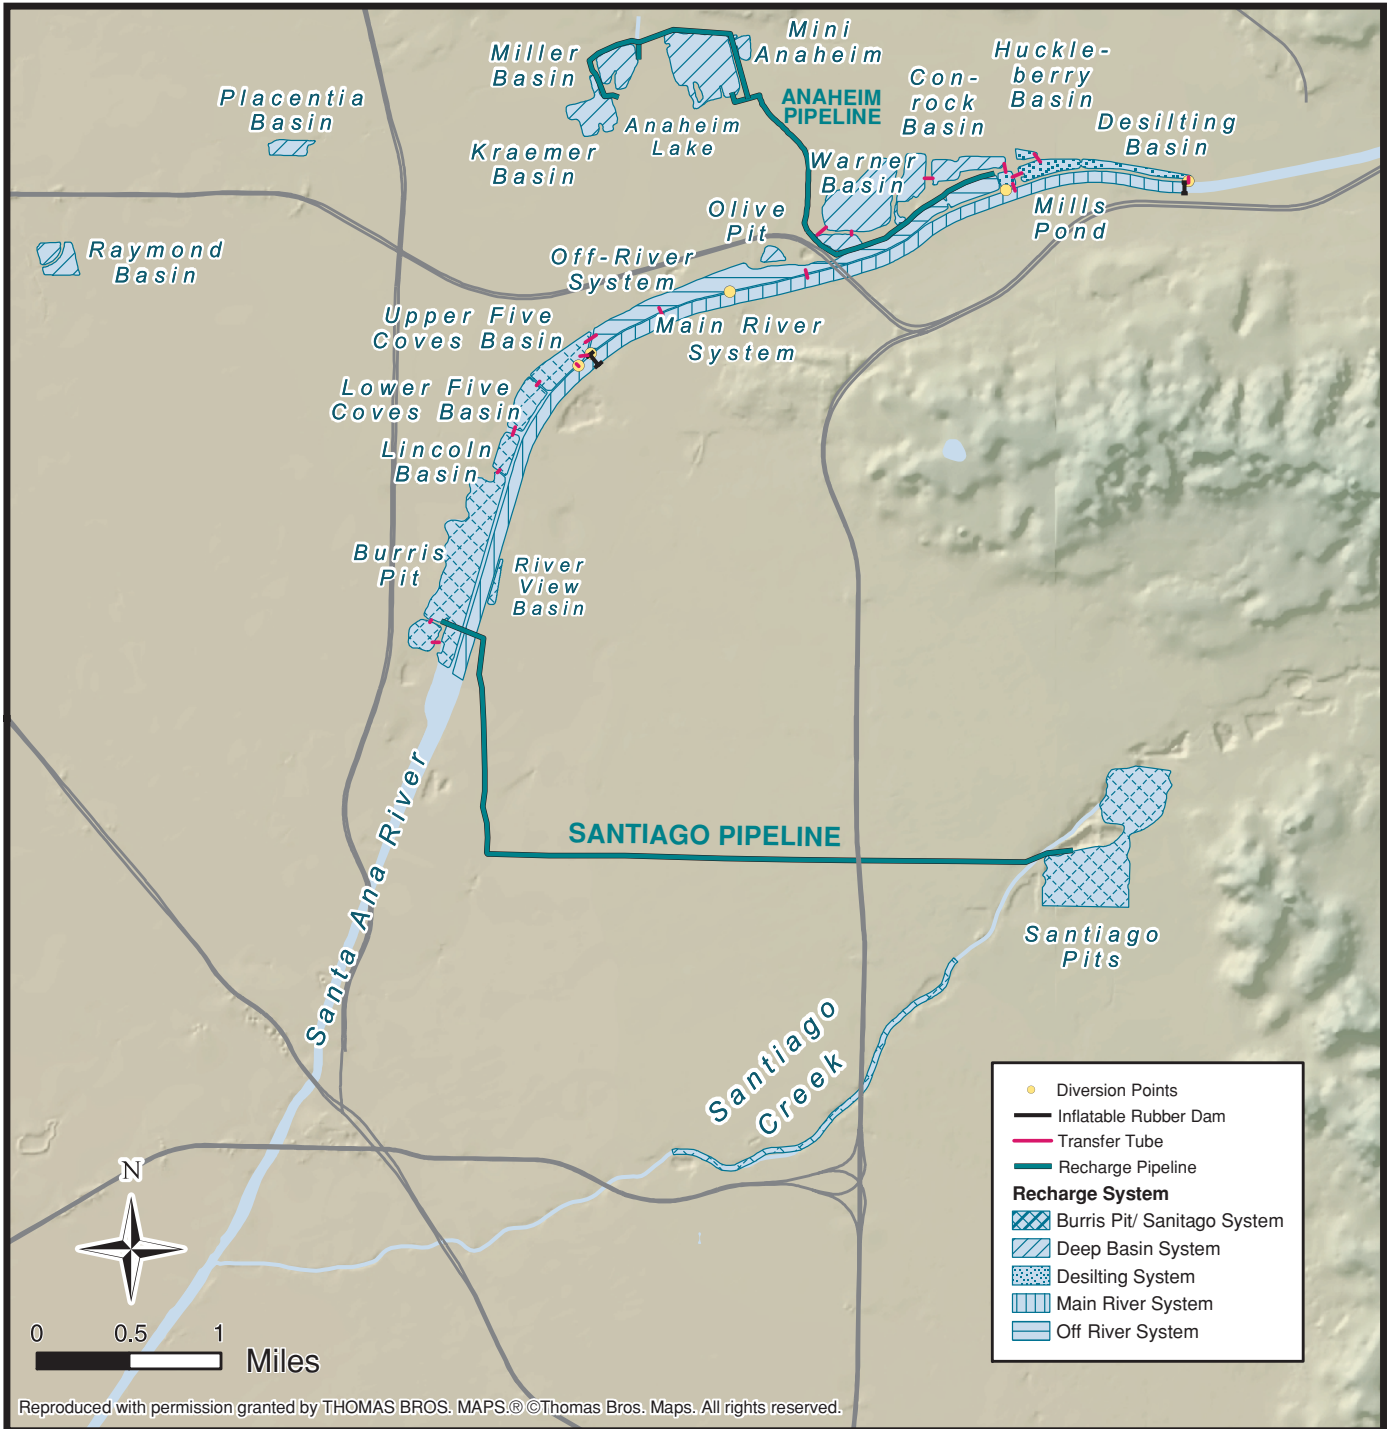 Miller
Basin
Mini
Anaheim
Huckle-
berry
Basin
Con-
rock
Basin
Placentia
Basin
ANAHEIM
PIPELINE
Desilting
Basin
Anaheim
Lake
Kraemer
Basin
Warner
Basin
Olive
Pit
Mills
Pond
Raymond
Basin
Off-River
System
Upper Five
Coves Basin
Main River
System
Lower Five
Coves Basin
Lincoln
Basin
Burris
Pit
River
View
Basin
Santa Ana River
SANTIAGO PIPELINE
Santiago
Pits
Santiago
Creek
Diversion Points
Inflatable Rubber Dam
Transfer Tube
Recharge Pipeline
Recharge System
Burris Pit/ Sanitago System
Deep Basin System
Desilting System
Main River System
Off River System
N
0 0.5 1
Miles
Reproduced with permission granted by THOMAS BROS. MAPS.® ©Thomas Bros. Maps. All rights reserved.